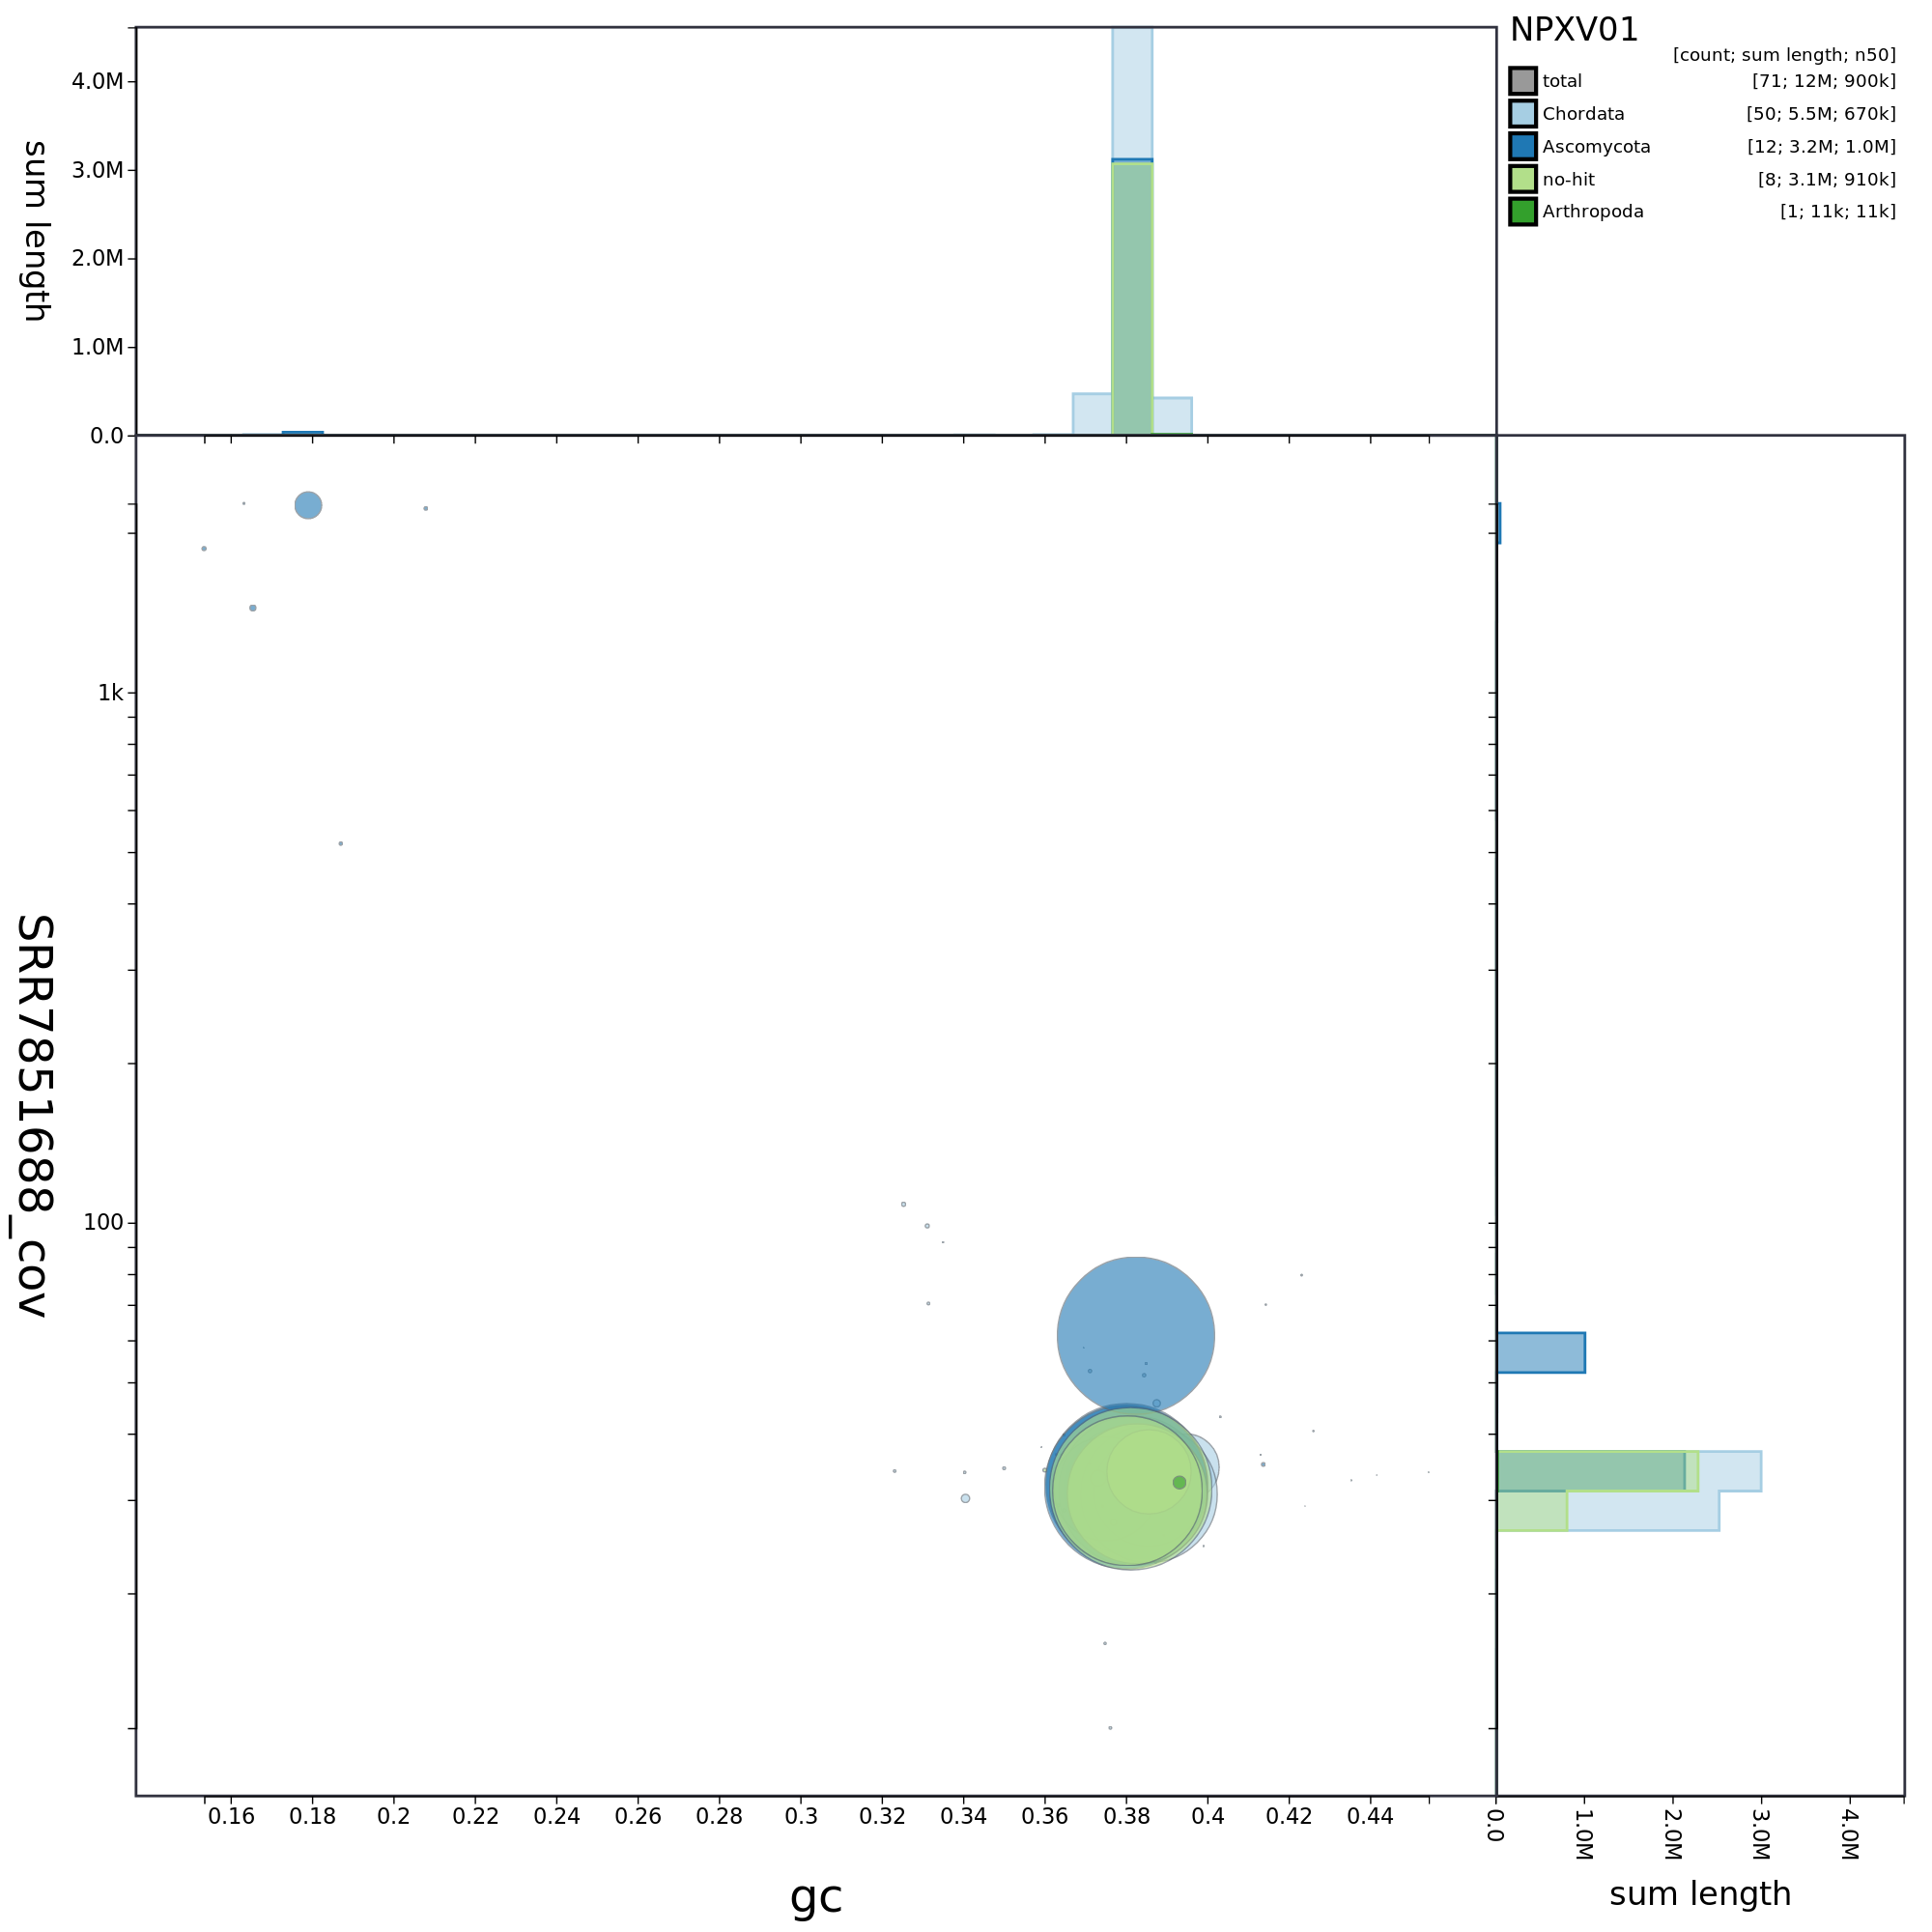 NPXV01
[count; sum length; n50]
total [71; 12M; 900k]
Chordata [50; 5.5M; 670k]
Ascomycota [12; 3.2M; 1.0M]
no-hit [8; 3.1M; 910k]
Arthropoda [1; 11k; 11k]
sum length
4.0M
3.0M
2.0M
1.0M
0.0
SRR7851688_cov
1k
100
0.16 0.18 0.2 0.22 0.24 0.26 0.28 0.3 0.32 0.34 0.36 0.38 0.4 0.42 0.44
gc
0.0 1.0M 2.0M 3.0M 4.0M
sum length